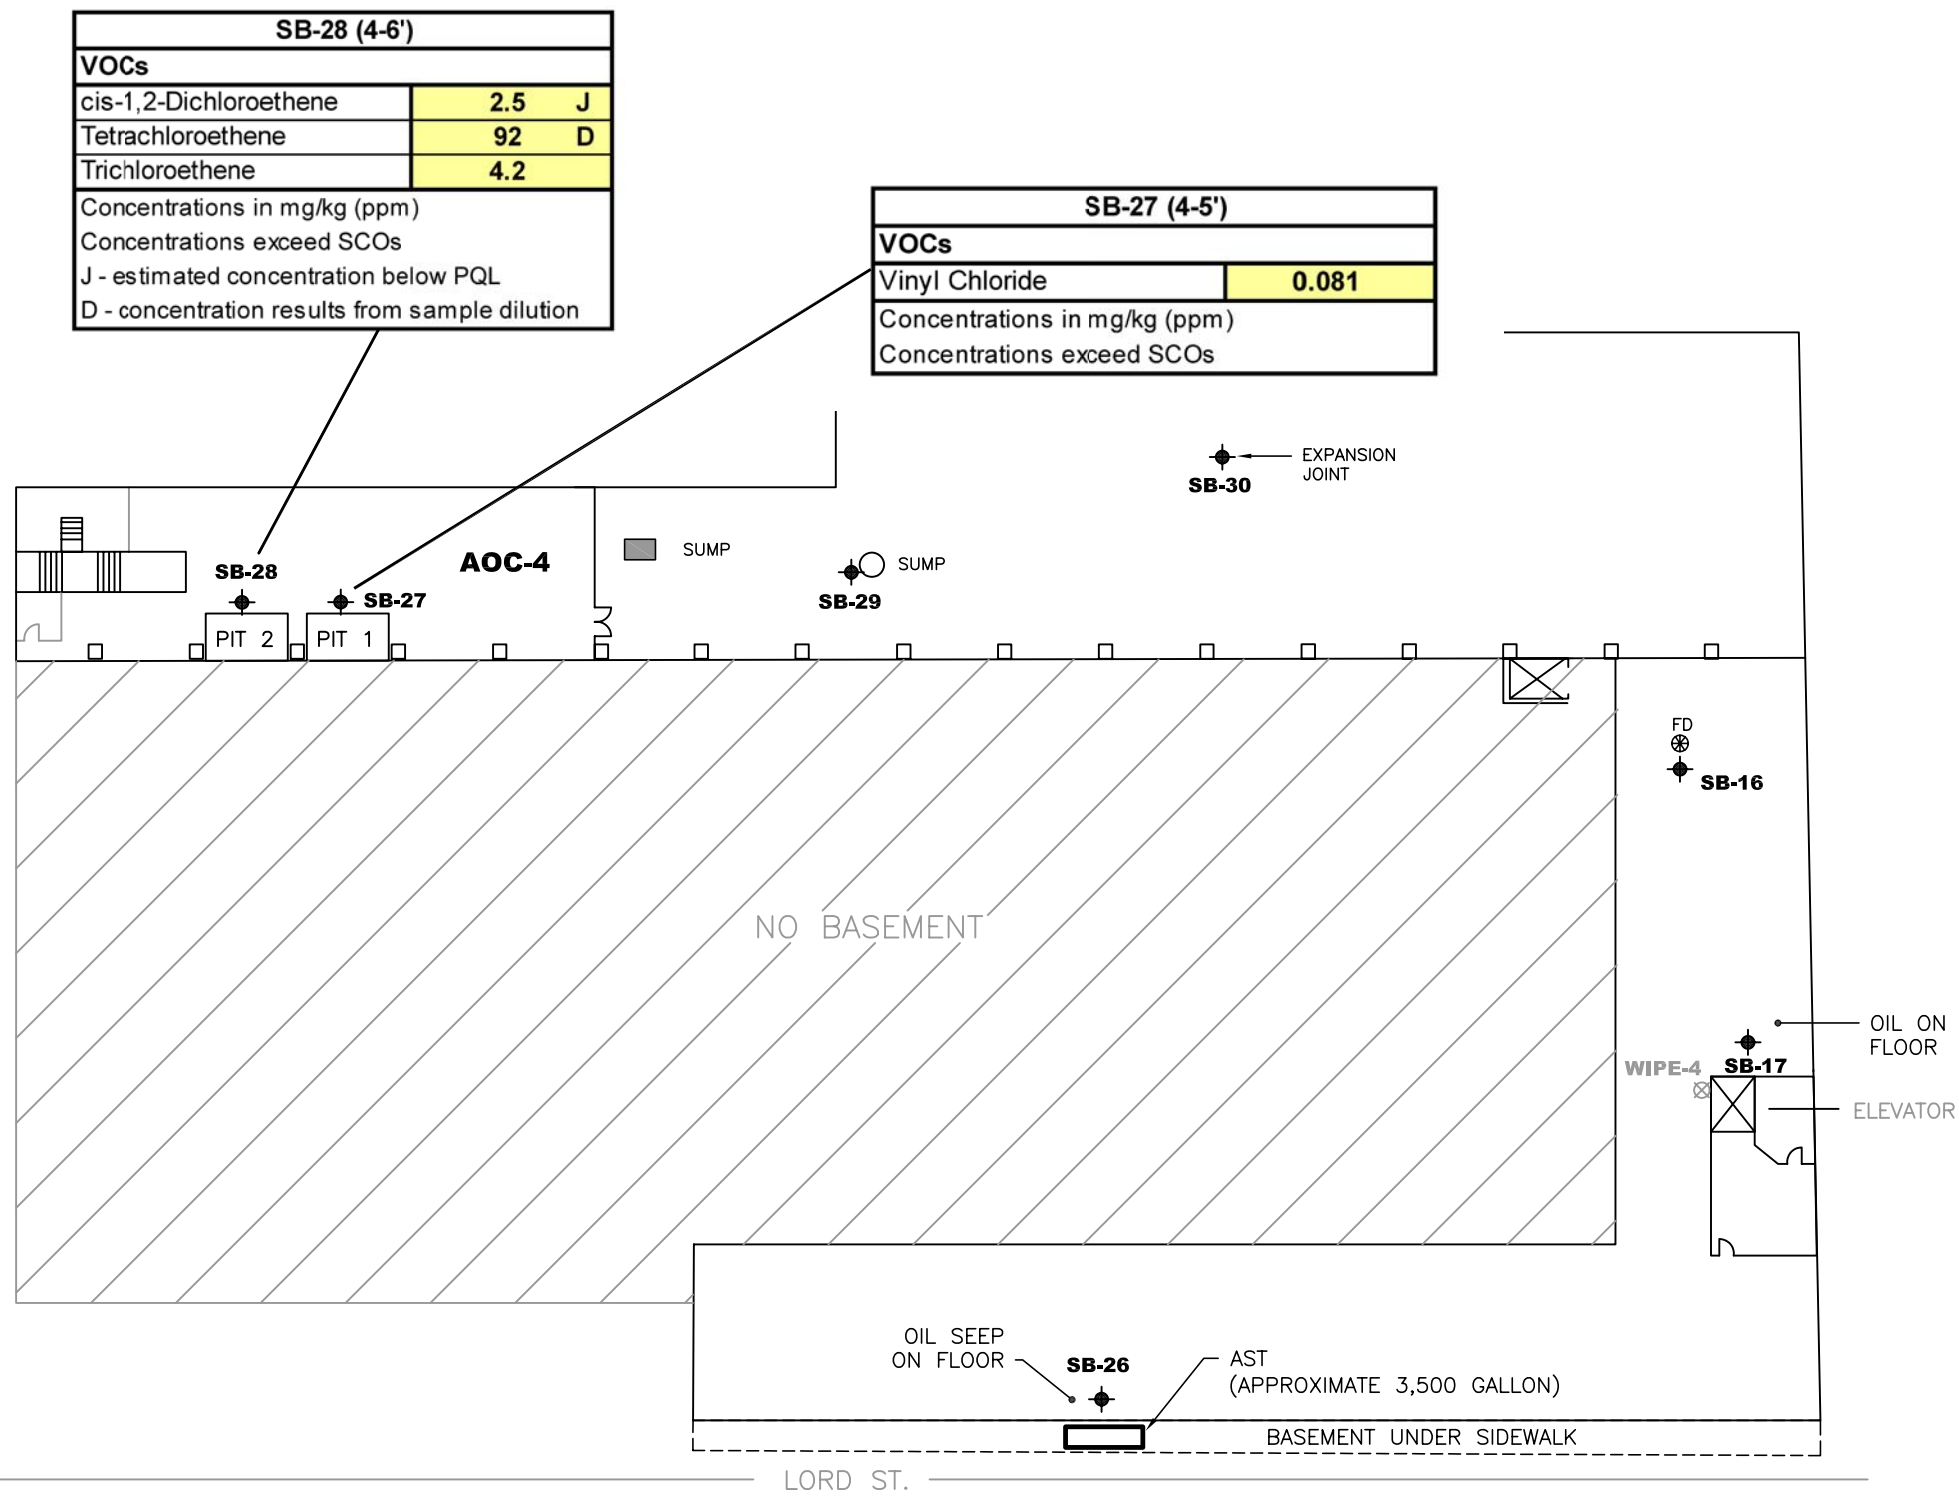 SB-28 (4-6')
VOCs
cis-1,2-Dichloroethene 2.5 J
Tetrachloroethene 92 D
Trichloroethene 4.2
Concentrations in mg/kg (ppm)
Concentrations exceed SCOs
J - estimated concentration below PQL
D - concentration results from sample dilution
SB-27 (4-5')
VOCs
Vinyl Chloride 0.081
Concentrations in mg/kg (ppm)
Concentrations exceed SCOs
EXPANSION
JOINT
SB-30
SUMP
SUMP
AOC-4
SB-28
SB-27
SB-29
PIT 2
PIT 1
FD
SB-16
NO BASEMENT
OIL ON
FLOOR
SB-17
WIPE-4
ELEVATOR
OIL SEEP
ON FLOOR
SB-26
AST
(APPROXIMATE 3,500 GALLON)
BASEMENT UNDER SIDEWALK
LORD ST.